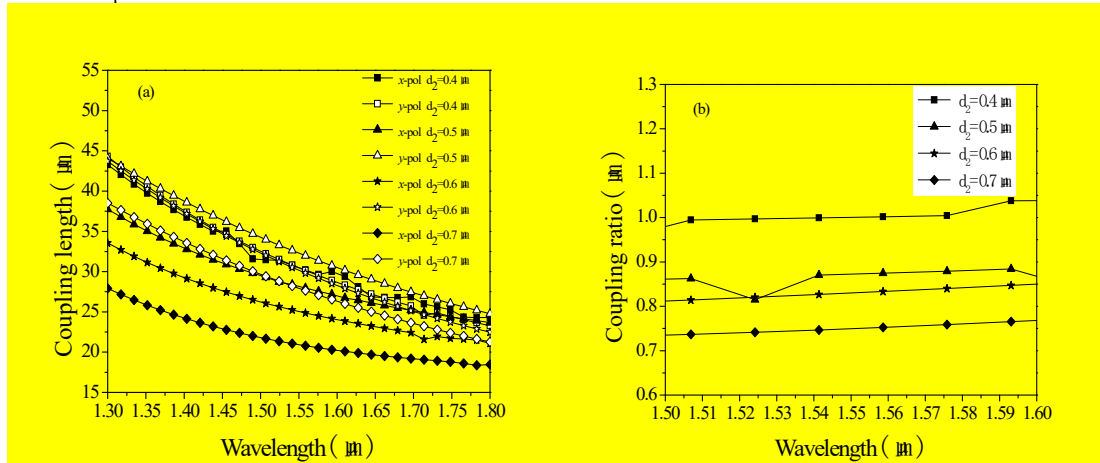 (a)
x-pol d2=0.4 μm
y-pol d2=0.4 μm
x-pol d2=0.5 μm
y-pol d2=0.5 μm
x-pol d2=0.6 μm
y-pol d2=0.6 μm
x-pol d2=0.7 μm
y-pol d2=0.7 μm
55
50
45
40
35
30
25
20
15
Coupling length( μm)
1.30 1.35 1.40 1.45 1.50 1.55 1.60 1.65 1.70 1.75 1.80
Wavelength( μm)
(b)
d2=0.4 μm
d2=0.5 μm
d2=0.6 μm
d2=0.7 μm
1.3
1.2
1.1
1.0
0.9
0.8
0.7
0.6
Coupling ratio( μm)
1.50 1.51 1.52 1.53 1.54 1.55 1.56 1.57 1.58 1.59 1.60
Wavelength( μm)